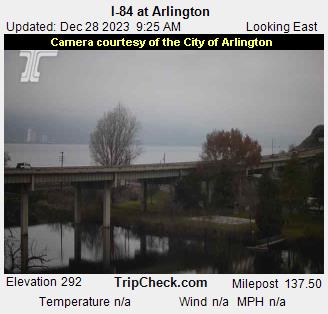 I-84 at Arlington
Updated: Dec 28 2023 9:25 AM Looking East
Camera courtesy of the City of Arlington
Elevation 292 TripCheck.com Milepost 137.50
Temperature n/a Wind n/a MPH n/a